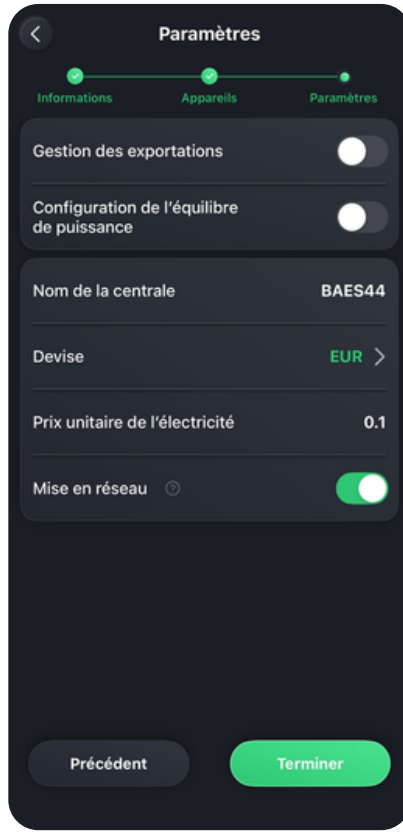 Paramètres
Informations
Appareils
Paramètres
Gestion des exportations
Configuration de l'équilibre
de puissance
Nom de la centrale
BAES44
Devise
EUR
Prix unitaire de l'électricité
0.1
Mise en réseau ?
Précédent
Terminer